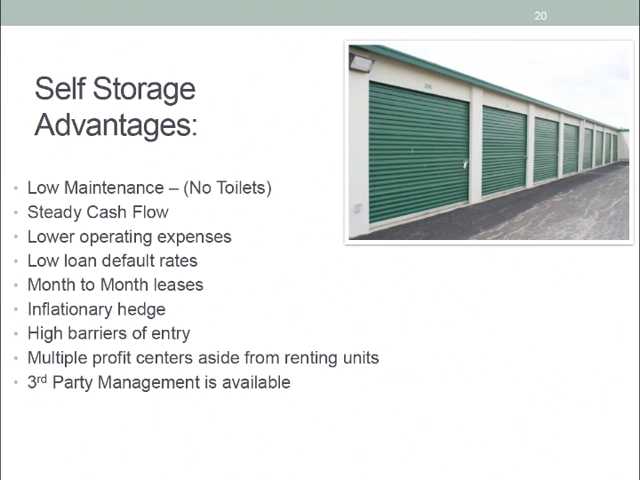 20
Self Storage
Advantages:
• Low Maintenance – (No Toilets)
• Steady Cash Flow
• Lower operating expenses
• Low loan default rates
• Month to Month leases
• Inflationary hedge
• High barriers of entry
• Multiple profit centers aside from renting units
• 3rd Party Management is available